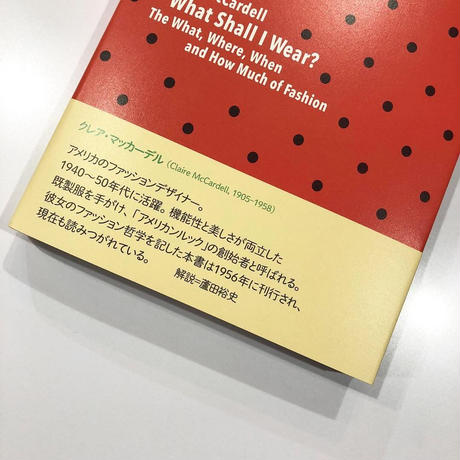 McCardell
What Shall I Wear?
The What, Where, When
and How Much of Fashion
クレア・マッカーデル (Claire McCardell, 1905–1958)
アメリカのファッションデザイナー。
1940〜50年代に活躍。機能性と美しさが両立した
既製服を手がけ、「アメリカンルック」の創始者と呼ばれる。
彼女のファッション哲学を記した本書は1956年に刊行され、
現在も読みつがれている。
解説=蘆田裕史